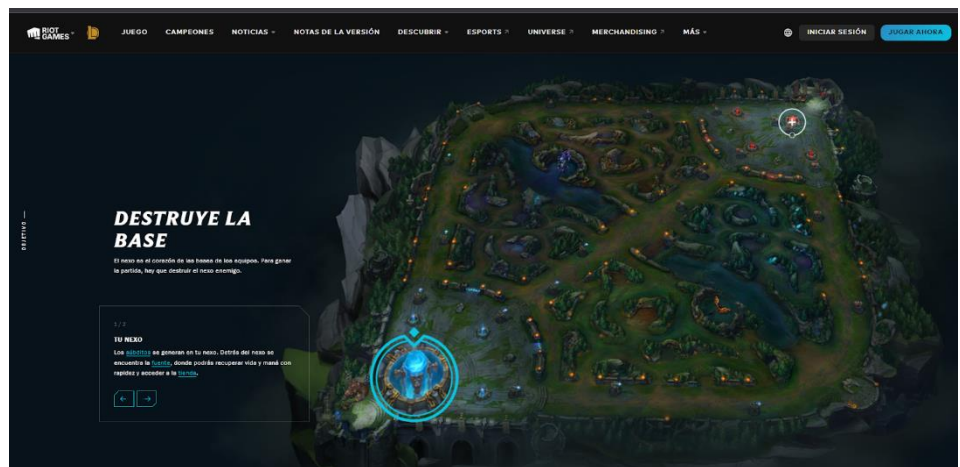 RIOT GAMES
JUEGO CAMPEONES NOTICIAS NOTAS DE LA VERSIÓN DESCUBRIR ESPORTS UNIVERSE MERCHANDISING MÁS INICIAR SESIÓN JUGAR AHORA
OBJETIVO
DESTRUYE LA
BASE
El nexo es el corazón de las bases de los equipos. Para ganar
la partida, hay que destruir el nexo enemigo.
TU NEXO
Los súbditos se generan en tu nexo. Detrás del nexo se
encuentra la fuente, donde podrás recuperar vida y maná con
rapidez y acceder a la tienda.